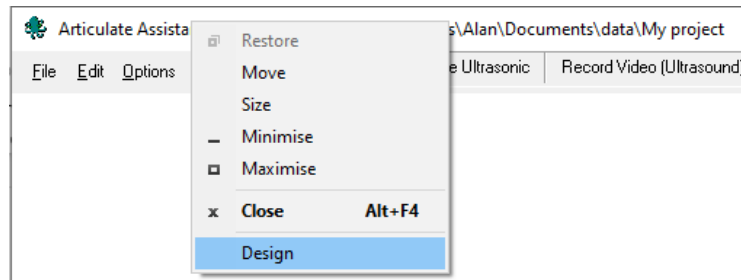 Articulate Assista
s\Alan\Documents\data\My project
File Edit Options
e Ultrasonic Record Video (Ultrasound)
Restore
Move
Size
Minimise
Maximise
Close Alt+F4
Design